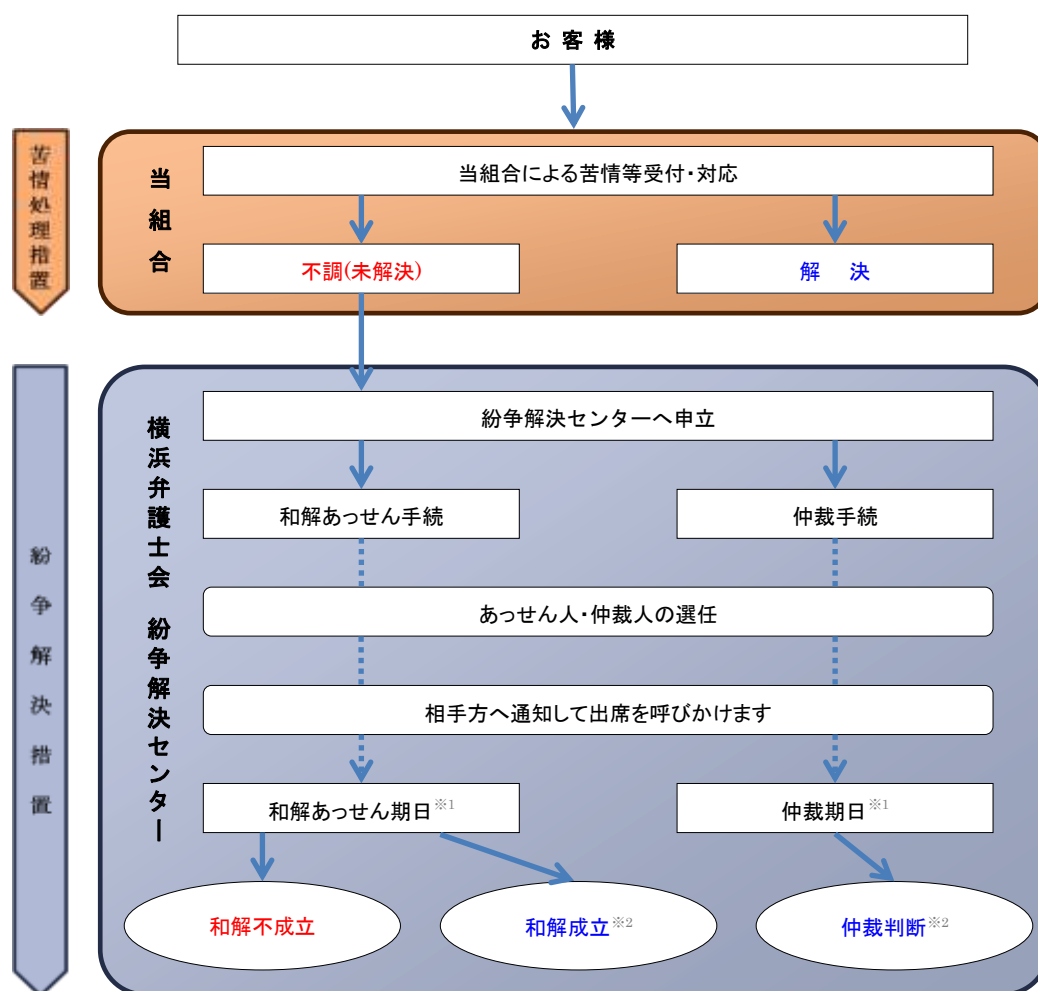 お 客 様
苦情処理措置
当組合
当組合による苦情等受付・対応
不調(未解決)
解　決
紛争解決措置
横浜弁護士会　紛争解決センター
紛争解決センターへ申立
和解あっせん手続
仲裁手続
あっせん人・仲裁人の選任
相手方へ通知して出席を呼びかけます
和解あっせん期日※1
仲裁期日※1
和解不成立
和解成立※2
仲裁判断※2